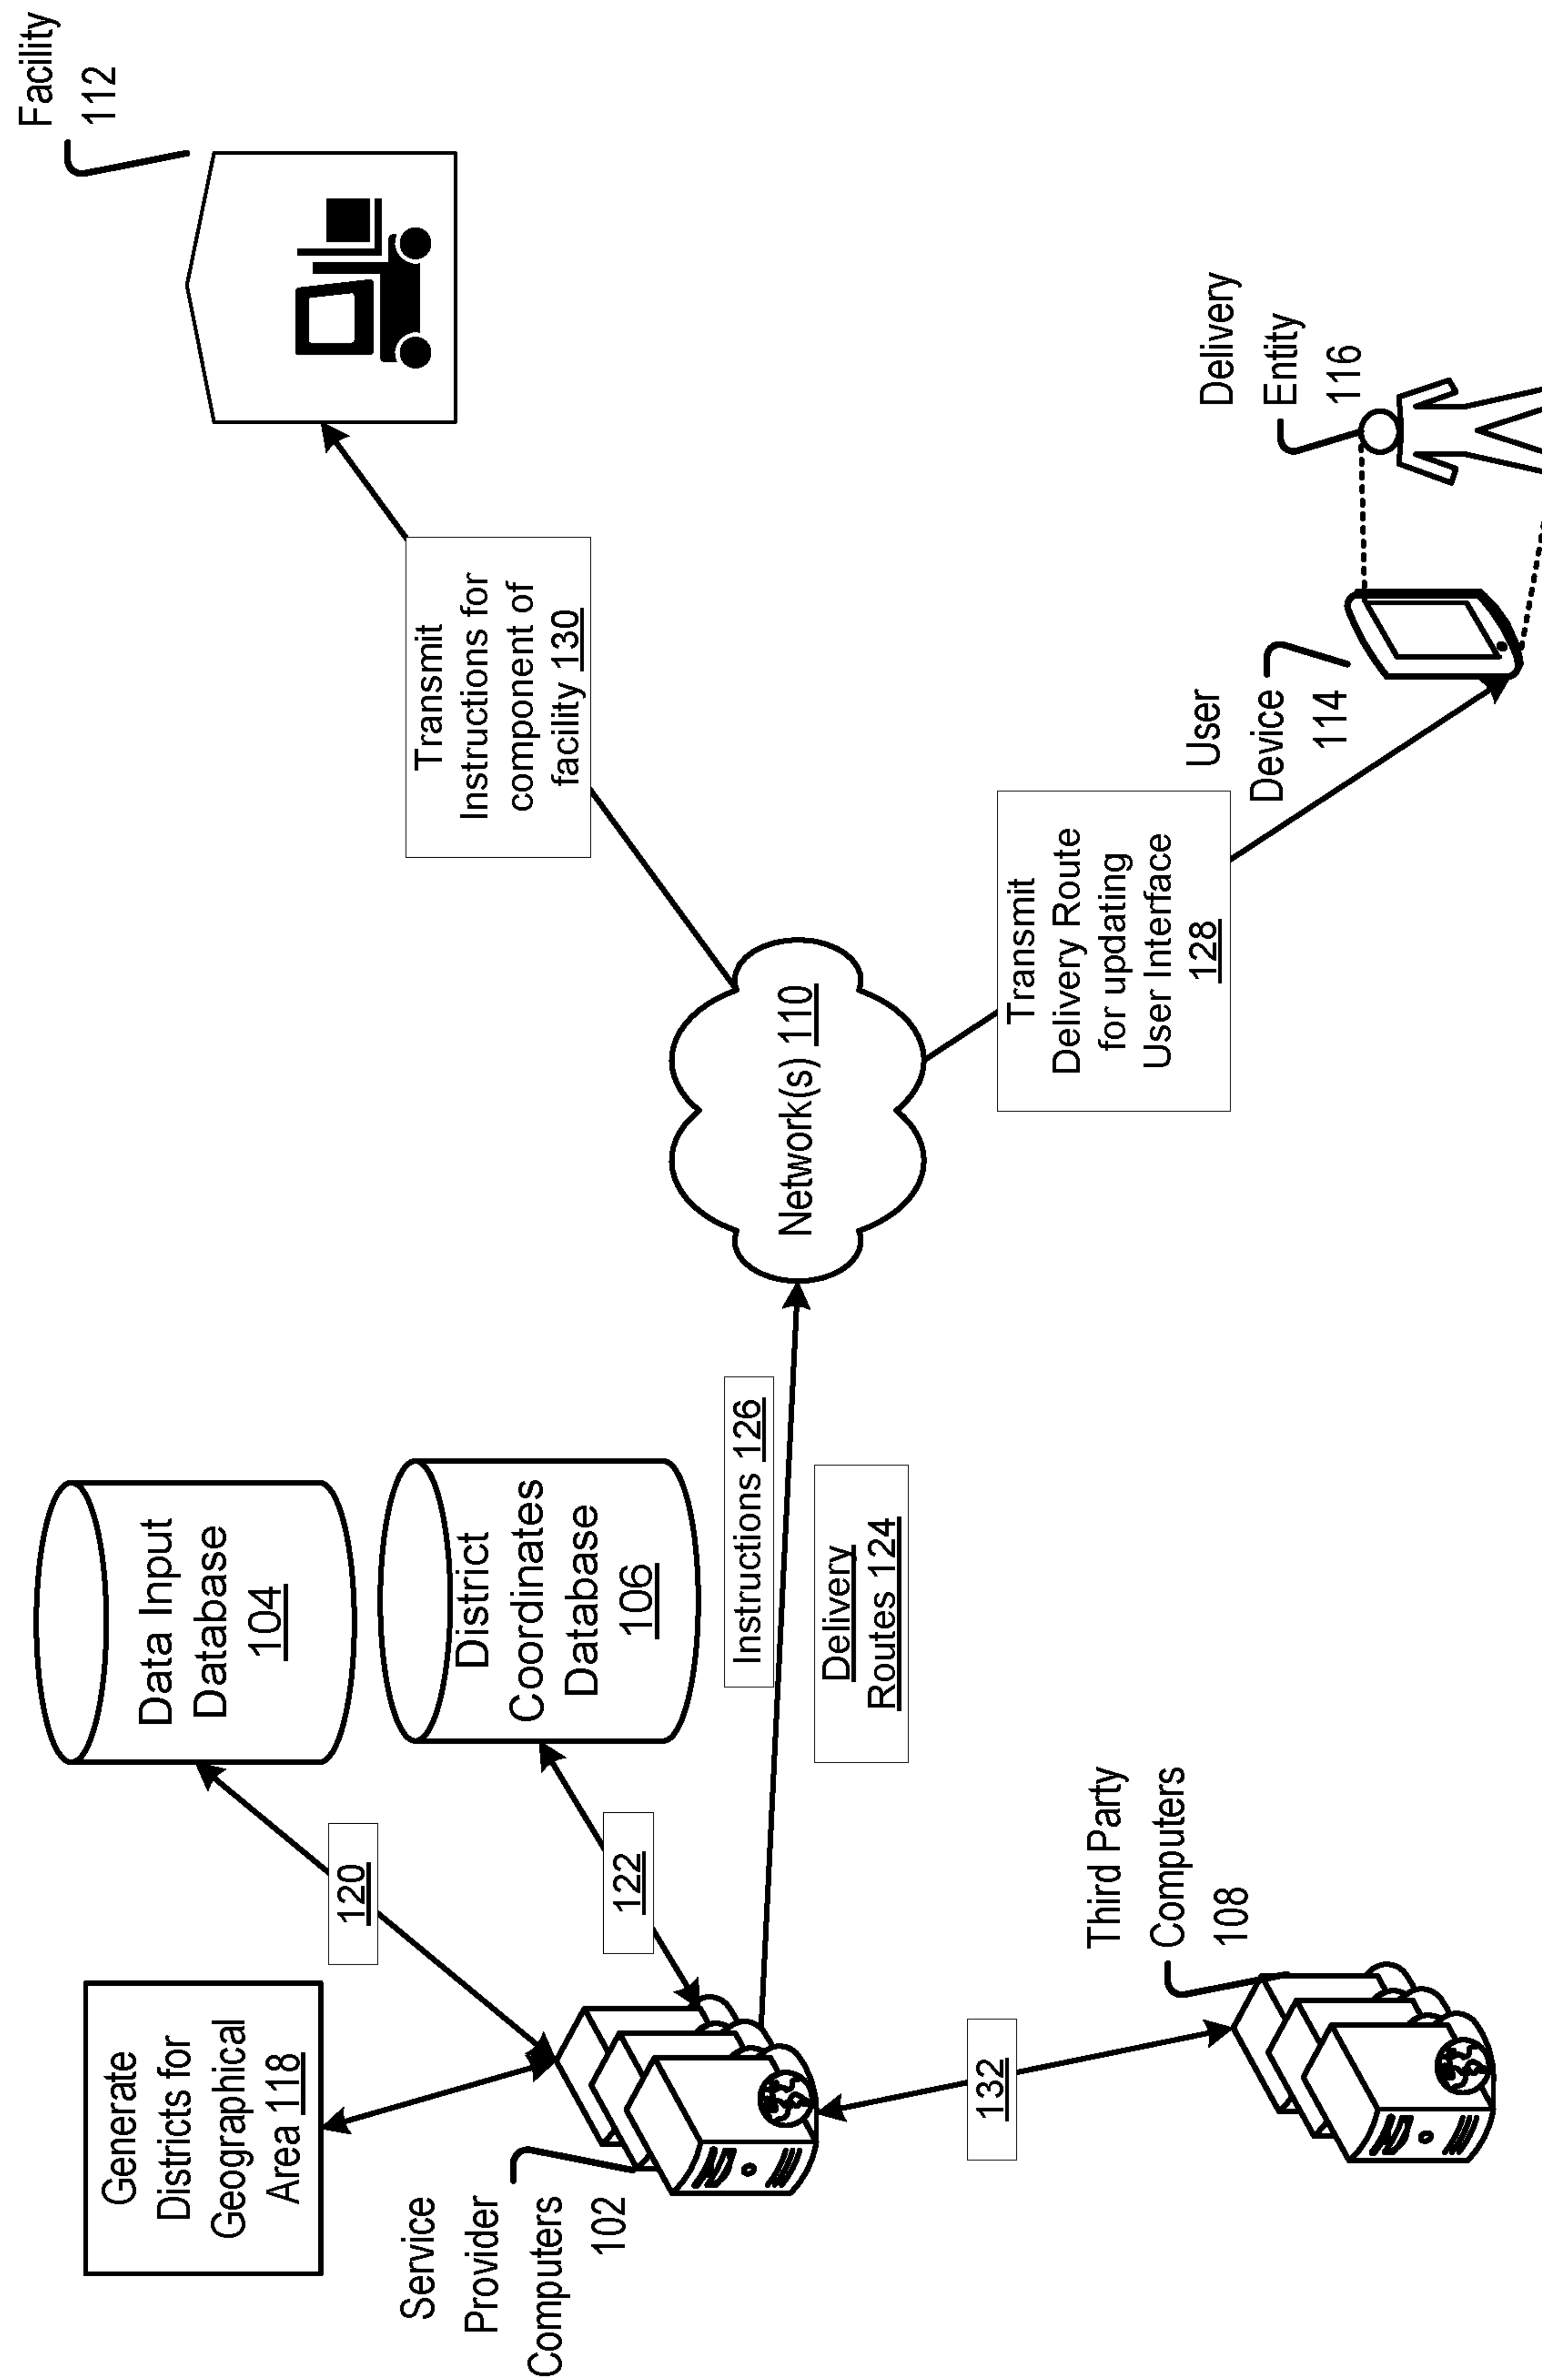 Generate
Districts for
Geographical
Area 118
Data Input
Database
104
120
District
Coordinates
Database
106
122
Service
Provider
Computers
102
Instructions 126
Delivery
Routes 124
132
Third Party
Computers
108
Network(s) 110
Transmit
Instructions for
component of
facility 130
Facility
112
Transmit
Delivery Route
for updating
User Interface
128
User
Device
114
Delivery
Entity
116